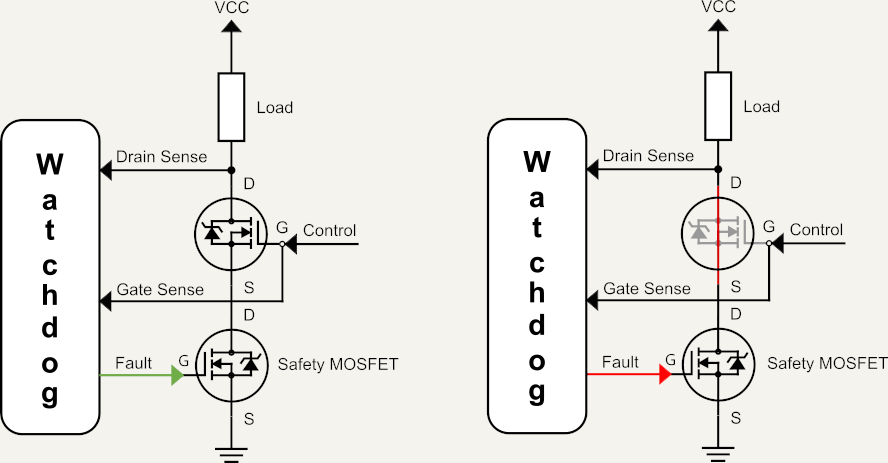 VCC
Load
Watchdog
Drain Sense
D
G
Control
Gate Sense
S
D
Fault
G
Safety MOSFET
S
VCC
Load
Watchdog
Drain Sense
D
G
Control
Gate Sense
S
D
Fault
G
Safety MOSFET
S